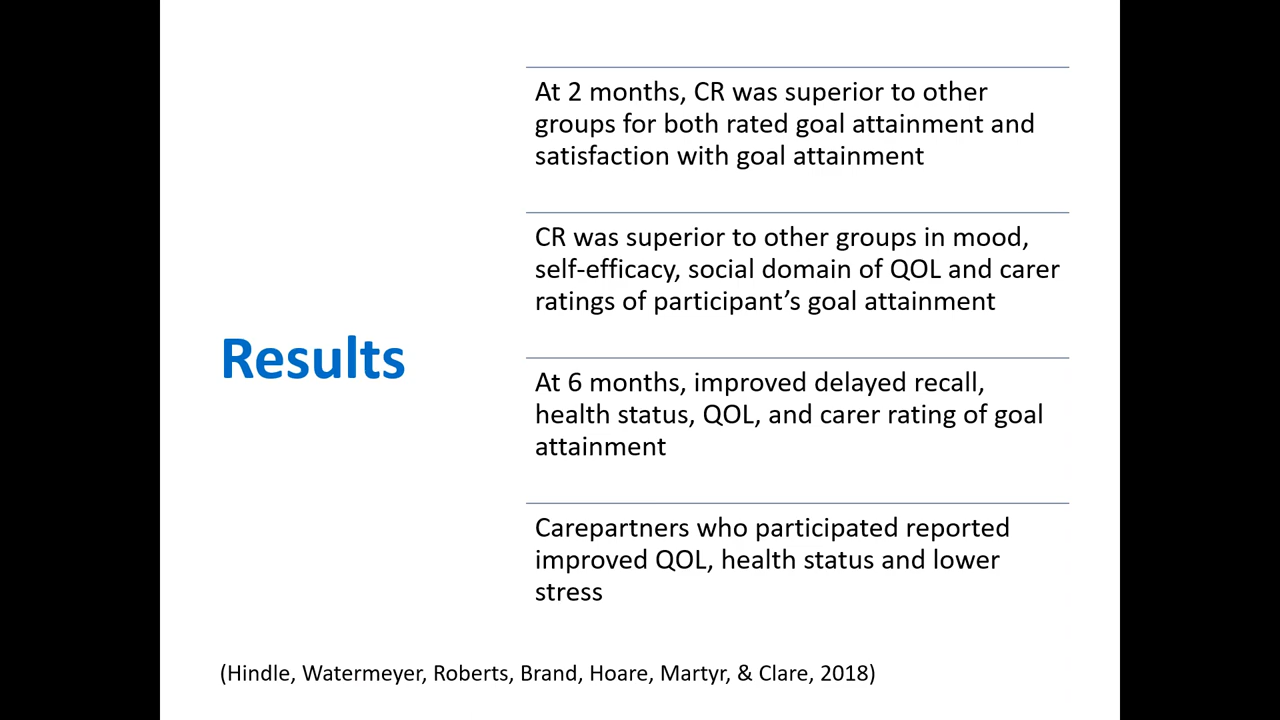 Results
At 2 months, CR was superior to other
groups for both rated goal attainment and
satisfaction with goal attainment
CR was superior to other groups in mood,
self-efficacy, social domain of QOL and carer
ratings of participant’s goal attainment
At 6 months, improved delayed recall,
health status, QOL, and carer rating of goal
attainment
Carepartners who participated reported
improved QOL, health status and lower
stress
(Hindle, Watermeyer, Roberts, Brand, Hoare, Martyr, & Clare, 2018)